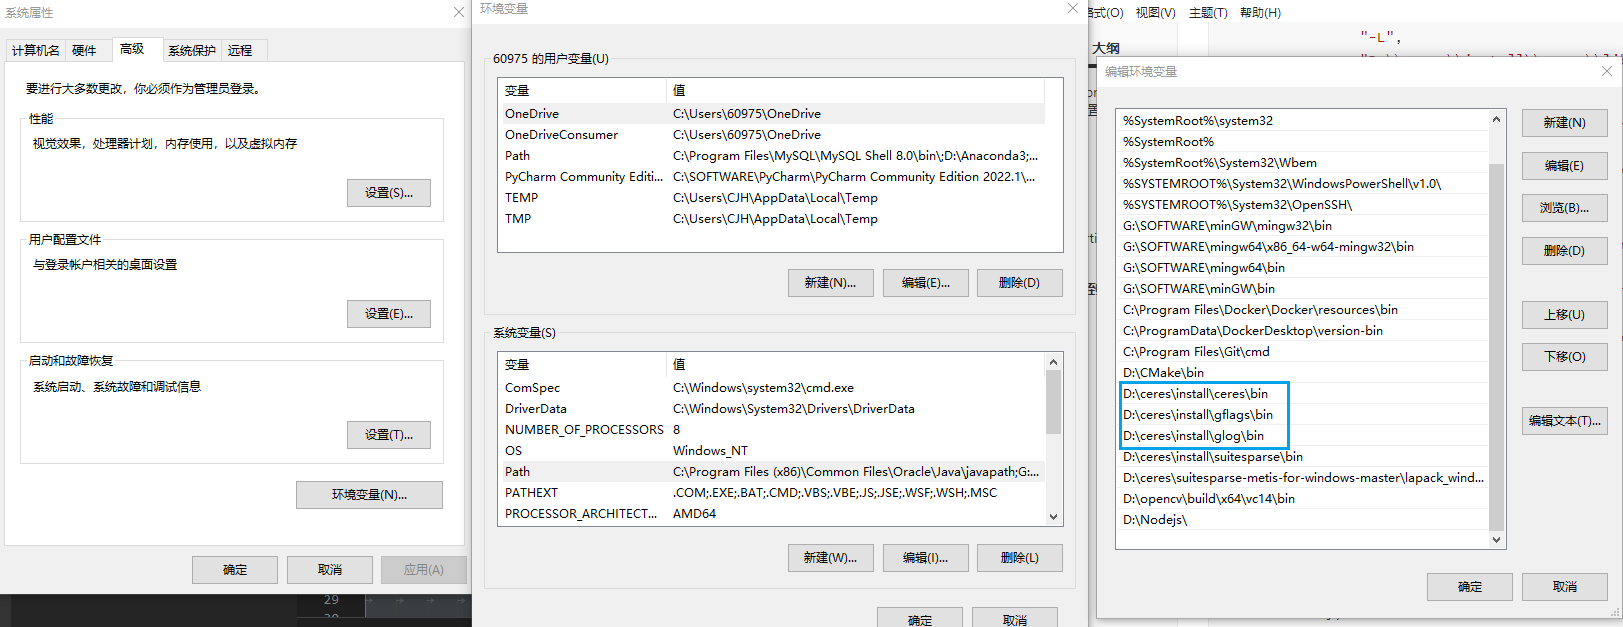 系统属性
计算机名 硬件 高级 系统保护 远程
要进行大多数更改，你必须作为管理员登录。
性能
视觉效果，处理器计划，内存使用，以及虚拟内存
设置(S)...
用户配置文件
与登录帐户相关的桌面设置
设置(E)...
启动和故障恢复
系统启动、系统故障和调试信息
设置(T)...
环境变量(N)...
确定 取消 应用(A)
29
环境变量
60975 的用户变量(U)
变量 值
OneDrive C:\Users\60975\OneDrive
OneDriveConsumer C:\Users\60975\OneDrive
Path C:\Program Files\MySQL\MySQL Shell 8.0\bin\;D:\Anaconda3;...
PyCharm Community Editi... C:\SOFTWARE\PyCharm\PyCharm Community Edition 2022.1\...
TEMP C:\Users\CJH\AppData\Local\Temp
TMP C:\Users\CJH\AppData\Local\Temp
新建(N)... 编辑(E)... 删除(D)
系统变量(S)
变量 值
ComSpec C:\Windows\system32\cmd.exe
DriverData C:\Windows\System32\Drivers\DriverData
NUMBER_OF_PROCESSORS 8
OS Windows_NT
Path C:\Program Files (x86)\Common Files\Oracle\Java\javapath;G:...
PATHEXT .COM;.EXE;.BAT;.CMD;.VBS;.VBE;.JS;.JSE;.WSF;.WSH;.MSC
PROCESSOR_ARCHITECT... AMD64
新建(W)... 编辑(I)... 删除(L)
确定 取消
格式(O) 视图(V) 主题(T) 帮助(H)
大纲
"-L",
编辑环境变量
%SystemRoot%\system32
%SystemRoot%
%SystemRoot%\System32\Wbem
%SYSTEMROOT%\System32\WindowsPowerShell\v1.0\
%SYSTEMROOT%\System32\OpenSSH\
G:\SOFTWARE\minGW\mingw32\bin
G:\SOFTWARE\mingw64\x86_64-w64-mingw32\bin
G:\SOFTWARE\mingw64\bin
G:\SOFTWARE\minGW\bin
C:\Program Files\Docker\Docker\resources\bin
C:\ProgramData\DockerDesktop\version-bin
C:\Program Files\Git\cmd
D:\CMake\bin
D:\ceres\install\ceres\bin
D:\ceres\install\gflags\bin
D:\ceres\install\glog\bin
D:\ceres\install\suitesparse\bin
D:\ceres\suitesparse-metis-for-windows-master\lapack_wind...
D:\opencv\build\x64\vc14\bin
D:\Nodejs\
新建(N)
编辑(E)
浏览(B)...
删除(D)
上移(U)
下移(O)
编辑文本(T)...
确定 取消